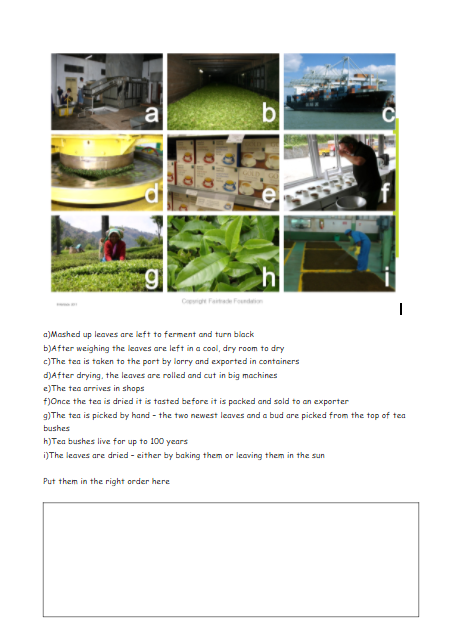 a b c
d e f
g h i
Copyright Fairtrade Foundation
a)Mashed up leaves are left to ferment and turn black
b)After weighing the leaves are left in a cool, dry room to dry
c)The tea is taken to the port by lorry and exported in containers
d)After drying, the leaves are rolled and cut in big machines
e)The tea arrives in shops
f)Once the tea is dried it is tasted before it is packed and sold to an exporter
g)The tea is picked by hand – the two newest leaves and a bud are picked from the top of tea
bushes
h)Tea bushes live for up to 100 years
i)The leaves are dried – either by baking them or leaving them in the sun
Put them in the right order here